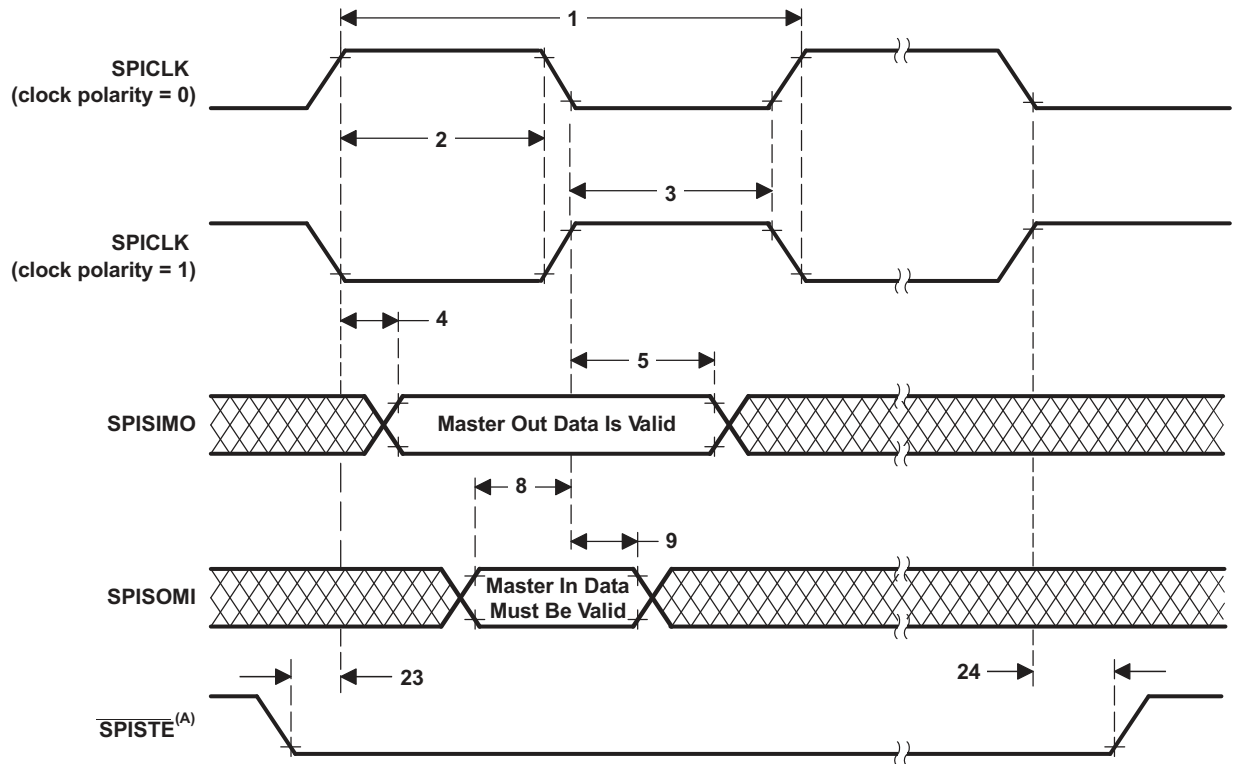 1
SPICLK
(clock polarity = 0)
2
3
SPICLK
(clock polarity = 1)
4
5
SPISIMO
Master Out Data Is Valid
8
9
SPISOMI
Master In Data
Must Be Valid
23
24
SPISTE(A)